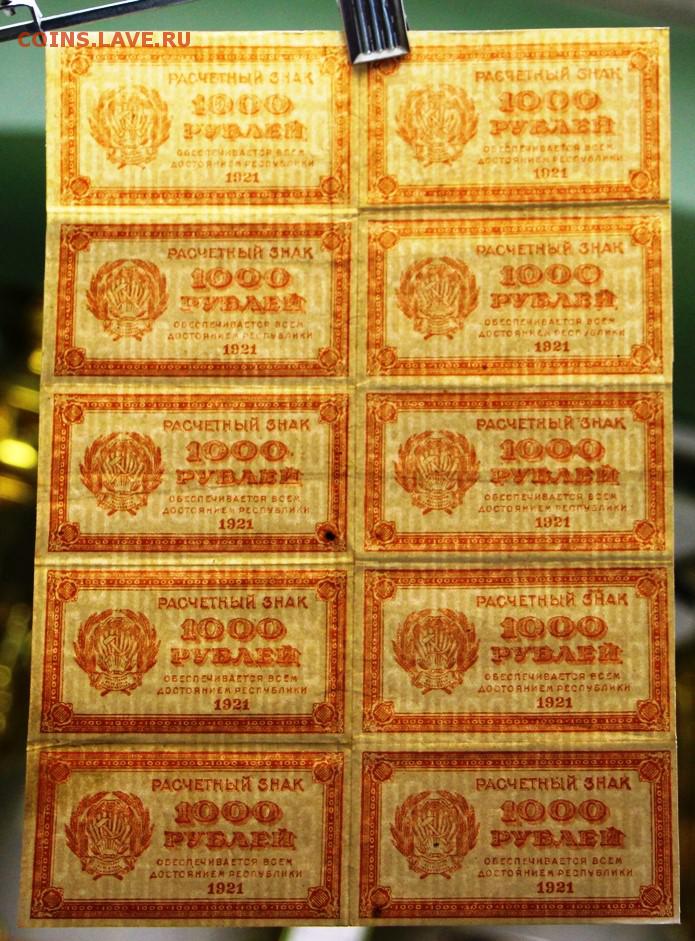 COINS.LAVE.RU
РАСЧЕТНЫЙ ЗНАК
1000
РУБЛЕЙ
ОБЕСПЕЧИВАЕТСЯ ВСЕМ
ДОСТОЯНИЕМ РЕСПУБЛИКИ
1921
РАСЧЕТНЫЙ ЗНАК
1000
РУБЛЕЙ
ОБЕСПЕЧИВАЕТСЯ ВСЕМ
ДОСТОЯНИЕМ РЕСПУБЛИКИ
1921
РАСЧЕТНЫЙ ЗНАК
1000
РУБЛЕЙ
ОБЕСПЕЧИВАЕТСЯ ВСЕМ
ДОСТОЯНИЕМ РЕСПУБЛИКИ
1921
РАСЧЕТНЫЙ ЗНАК
1000
РУБЛЕЙ
ОБЕСПЕЧИВАЕТСЯ ВСЕМ
ДОСТОЯНИЕМ РЕСПУБЛИКИ
1921
РАСЧЕТНЫЙ ЗНАК
1000
РУБЛЕЙ
ОБЕСПЕЧИВАЕТСЯ ВСЕМ
ДОСТОЯНИЕМ РЕСПУБЛИКИ
1921
РАСЧЕТНЫЙ ЗНАК
1000
РУБЛЕЙ
ОБЕСПЕЧИВАЕТСЯ ВСЕМ
ДОСТОЯНИЕМ РЕСПУБЛИКИ
1921
РАСЧЕТНЫЙ ЗНАК
1000
РУБЛЕЙ
ОБЕСПЕЧИВАЕТСЯ ВСЕМ
ДОСТОЯНИЕМ РЕСПУБЛИКИ
1921
РАСЧЕТНЫЙ ЗНАК
1000
РУБЛЕЙ
ОБЕСПЕЧИВАЕТСЯ ВСЕМ
ДОСТОЯНИЕМ РЕСПУБЛИКИ
1921
РАСЧЕТНЫЙ ЗНАК
1000
РУБЛЕЙ
ОБЕСПЕЧИВАЕТСЯ ВСЕМ
ДОСТОЯНИЕМ РЕСПУБЛИКИ
1921
РАСЧЕТНЫЙ ЗНАК
1000
РУБЛЕЙ
ОБЕСПЕЧИВАЕТСЯ ВСЕМ
ДОСТОЯНИЕМ РЕСПУБЛИКИ
1921